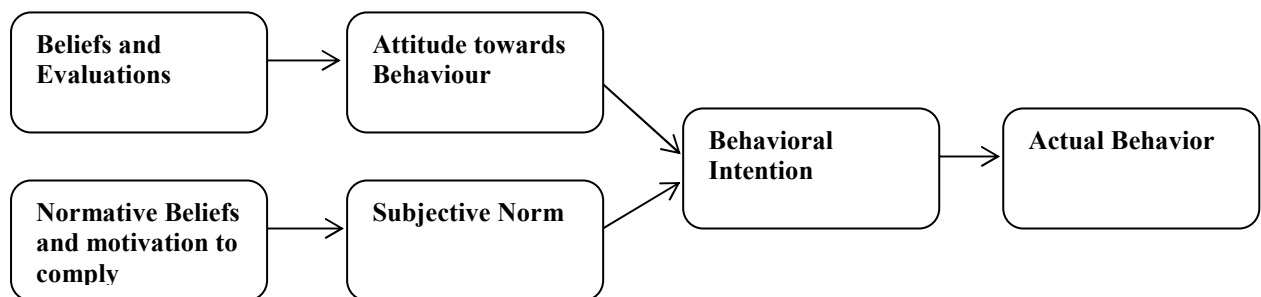 Beliefs and
Evaluations
Attitude towards
Behaviour
Behavioral
Intention
Actual Behavior
Normative Beliefs
and motivation to
comply
Subjective Norm